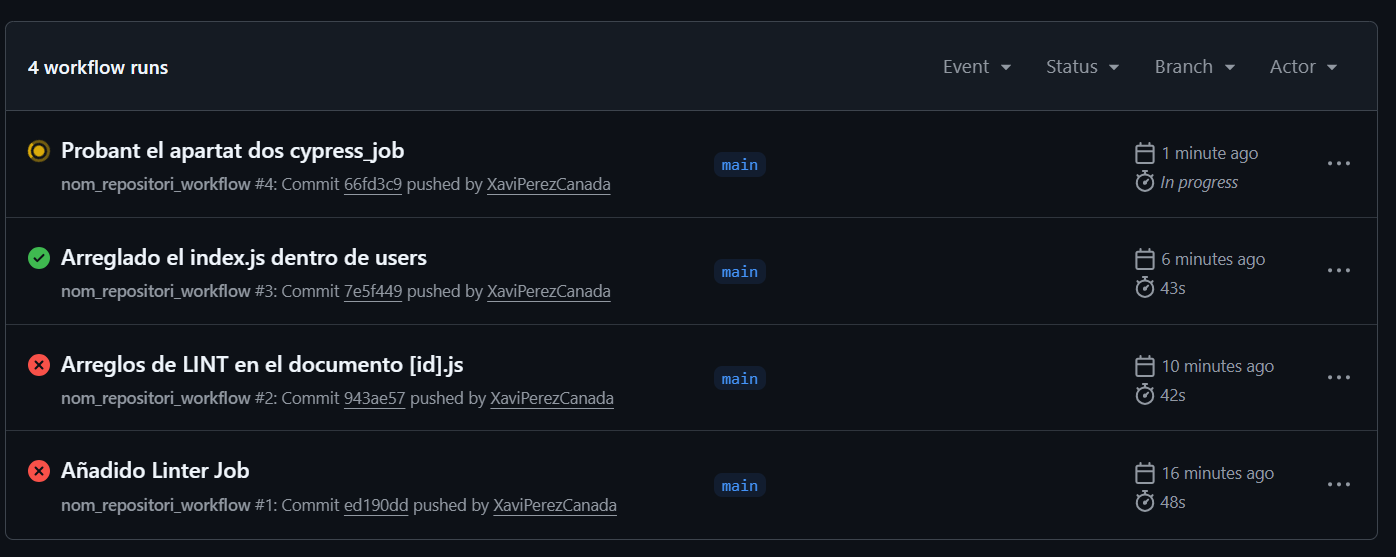 4 workflow runs Event Status Branch Actor
Probant el apartat dos cypress_job
nom_repositori_workflow #4: Commit 66fd3c9 pushed by XaviPerezCanada
main
1 minute ago
In progress
Arreglado el index.js dentro de users
nom_repositori_workflow #3: Commit 7e5f449 pushed by XaviPerezCanada
main
6 minutes ago
43s
Arreglos de LINT en el documento [id].js
nom_repositori_workflow #2: Commit 943ae57 pushed by XaviPerezCanada
main
10 minutes ago
42s
Añadido Linter Job
nom_repositori_workflow #1: Commit ed190dd pushed by XaviPerezCanada
main
16 minutes ago
48s